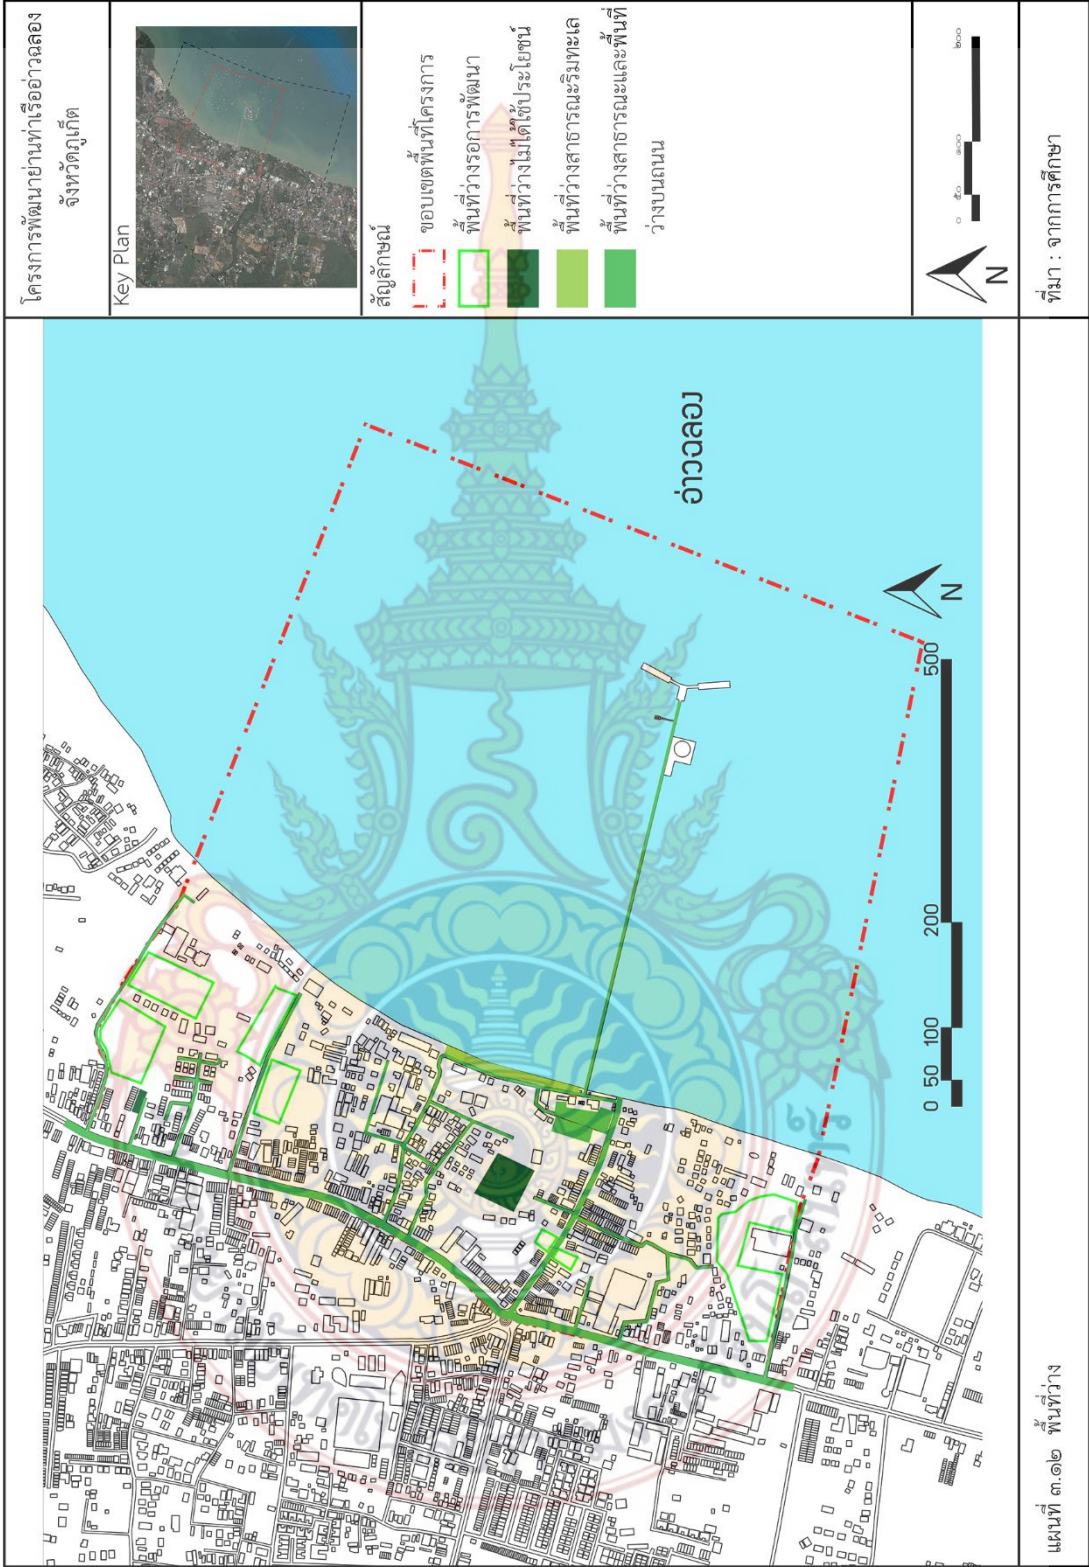 โครงการพัฒนาย่านท่าเรืออ่าวฉลอง
จังหวัดภูเก็ต
Key Plan
สัญลักษณ์
ขอบเขตพื้นที่โครงการ
พื้นที่ว่างรอการพัฒนา
พื้นที่ว่างไม่ได้ใช้ประโยชน์
พื้นที่ว่างสาธารณะริมทะเล
พื้นที่ว่างสาธารณะและพื้นที่
ว่างบนถนน
N
ที่มา : จากการศึกษา
อ่าวฉลอง
N
0 50 100 200 500
แผนที่ ๓.๑๒ พื้นที่ว่าง